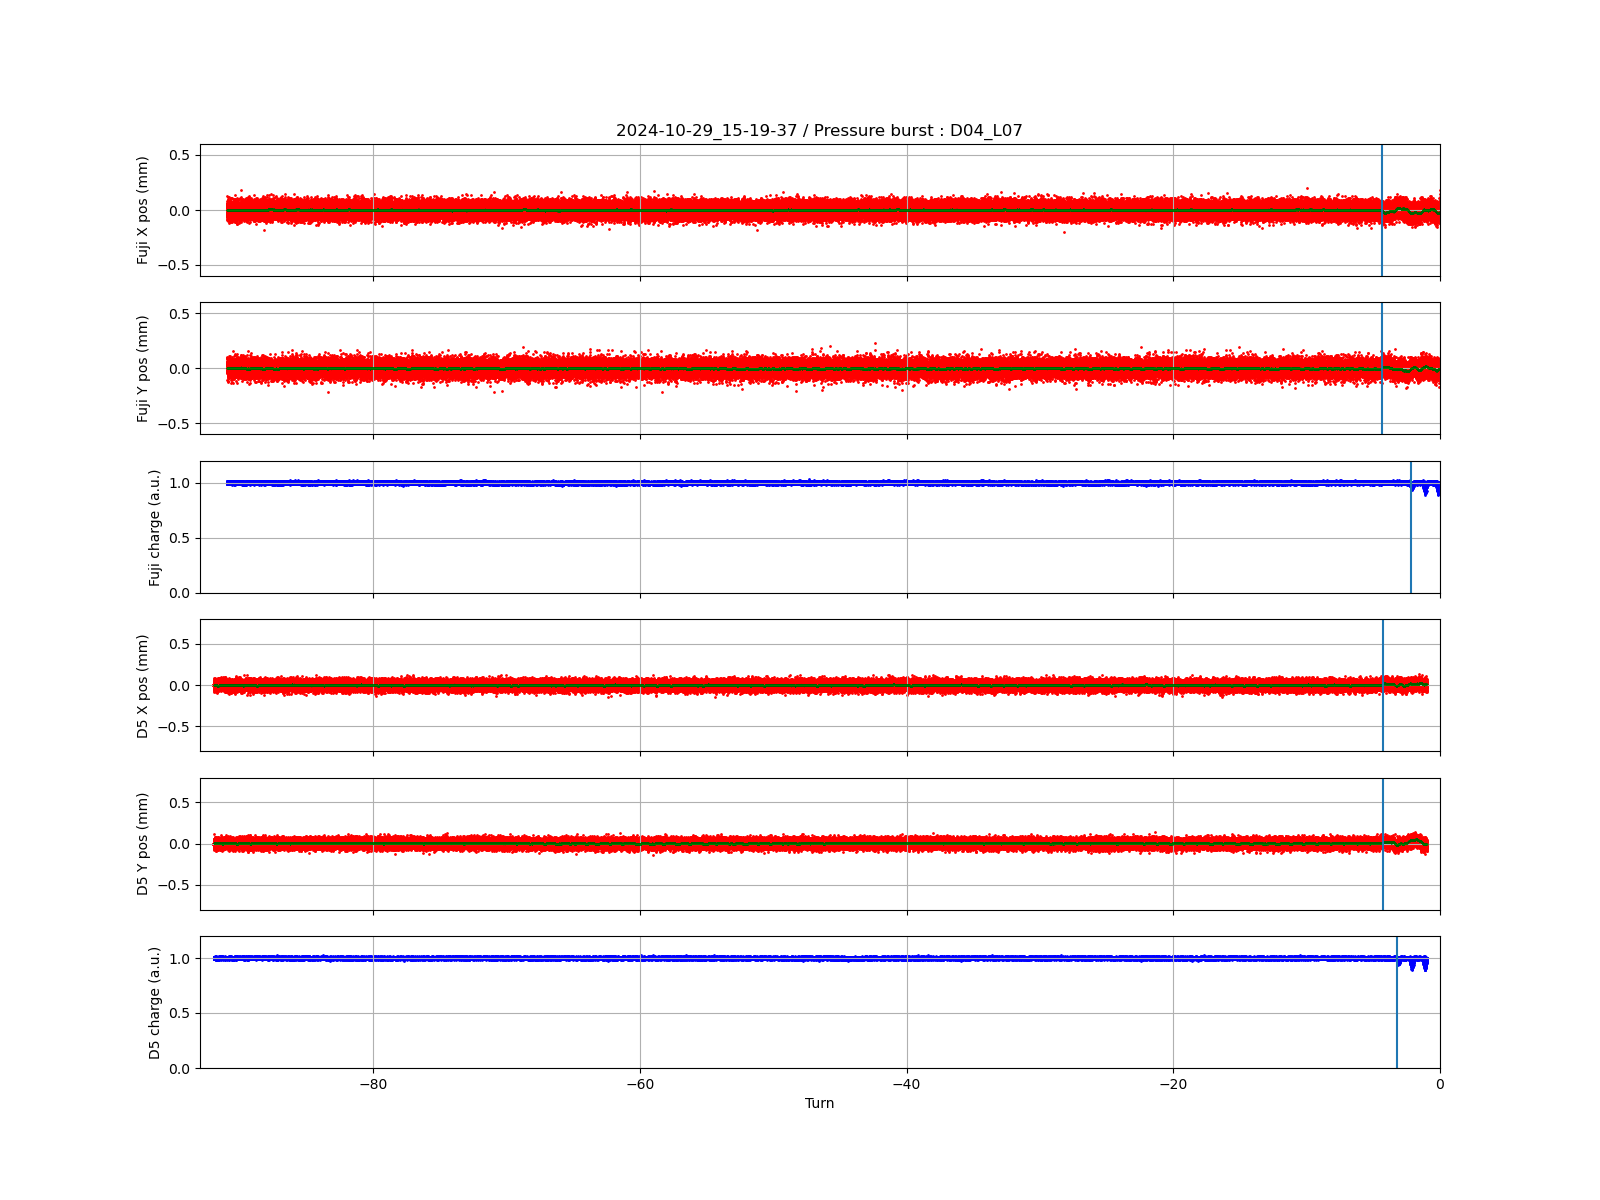 2024-10-29_15-19-37 / Pressure burst : D04_L07
Fuji X pos (mm)
0.5
0.0
−0.5
Fuji Y pos (mm)
0.5
0.0
−0.5
Fuji charge (a.u.)
1.0
0.5
0.0
D5 X pos (mm)
0.5
0.0
−0.5
D5 Y pos (mm)
0.5
0.0
−0.5
D5 charge (a.u.)
1.0
0.5
0.0
−80 −60 −40 −20 0
Turn